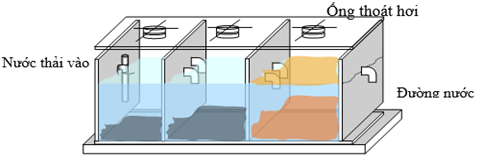 Ống thoát hơi
Nước thải vào
Đường nước